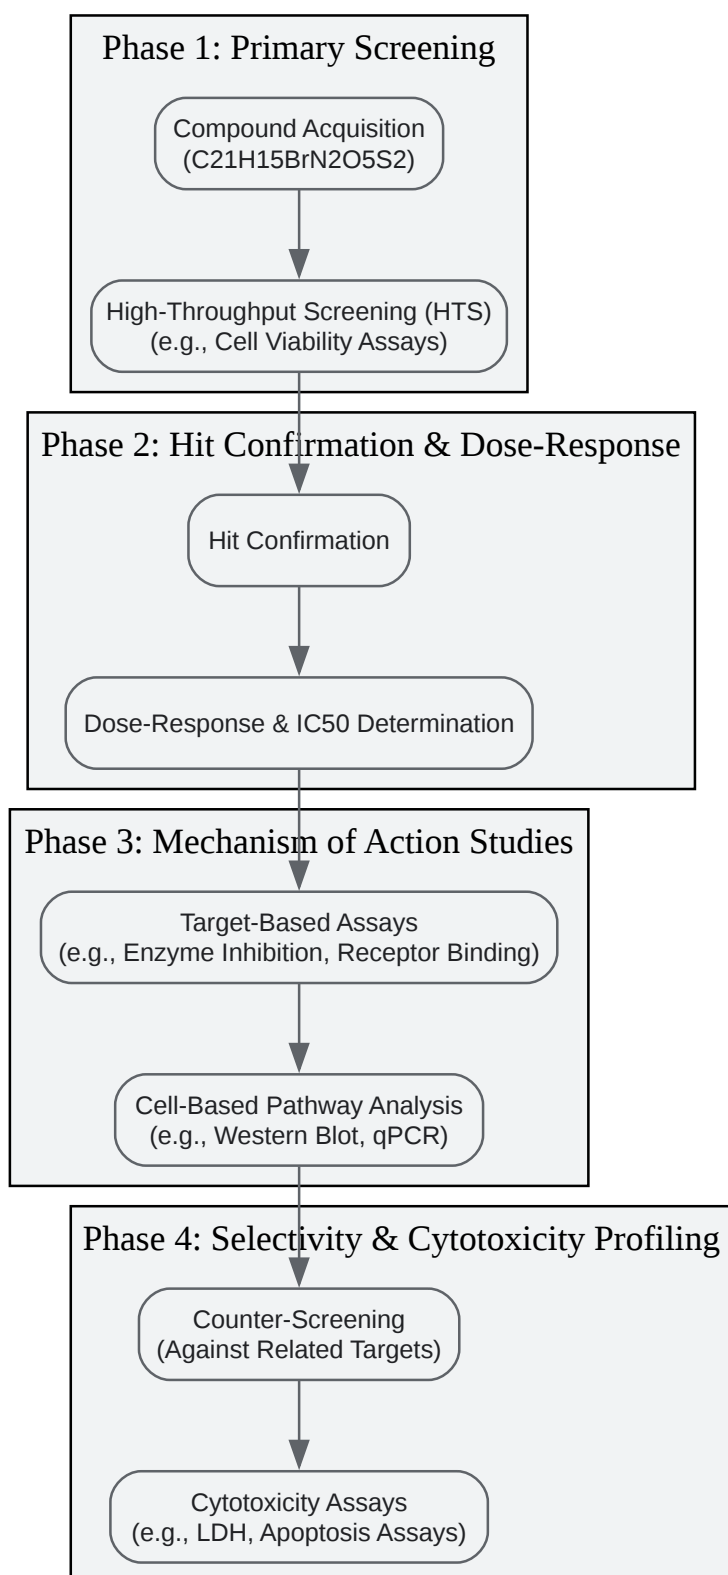 Phase 1: Primary Screening
Compound Acquisition
(C21H15BrN2O5S2)
High-Throughput Screening (HTS)
(e.g., Cell Viability Assays)
Phase 2: Hit Confirmation & Dose-Response
Hit Confirmation
Dose-Response & IC50 Determination
Phase 3: Mechanism of Action Studies
Target-Based Assays
(e.g., Enzyme Inhibition, Receptor Binding)
Cell-Based Pathway Analysis
(e.g., Western Blot, qPCR)
Phase 4: Selectivity & Cytotoxicity Profiling
Counter-Screening
(Against Related Targets)
Cytotoxicity Assays
(e.g., LDH, Apoptosis Assays)